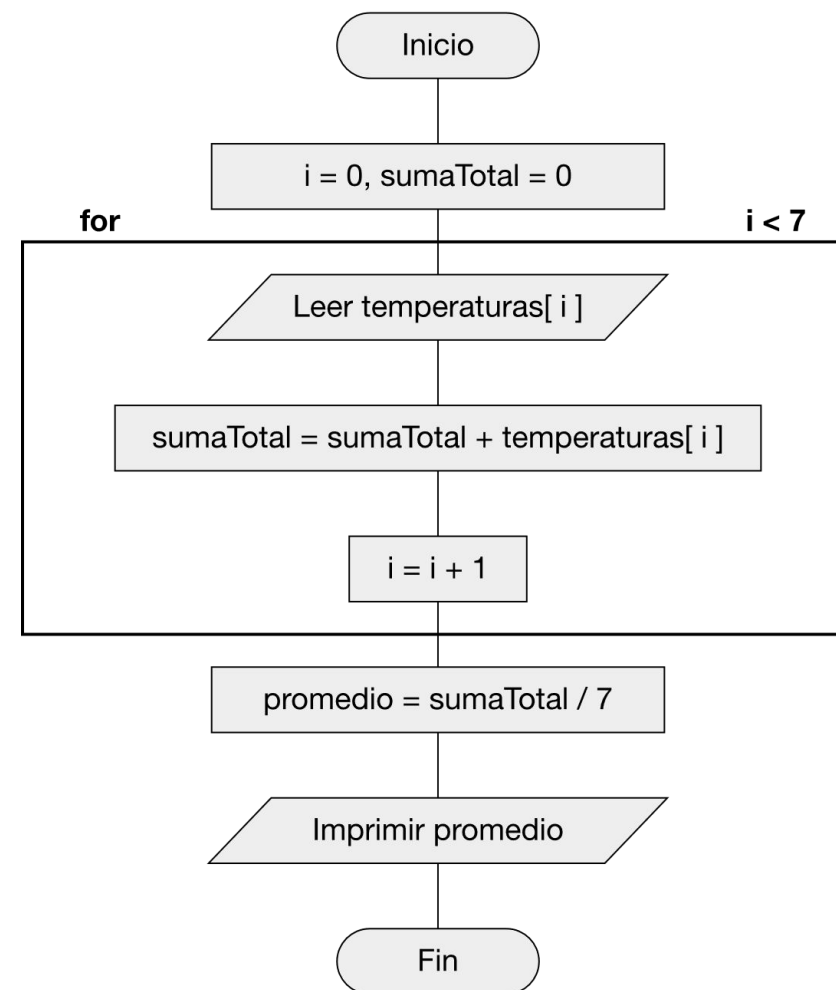 Inicio
i = 0, sumaTotal = 0
for
i < 7
Leer temperaturas[ i ]
sumaTotal = sumaTotal + temperaturas[ i ]
i = i + 1
promedio = sumaTotal / 7
Imprimir promedio
Fin